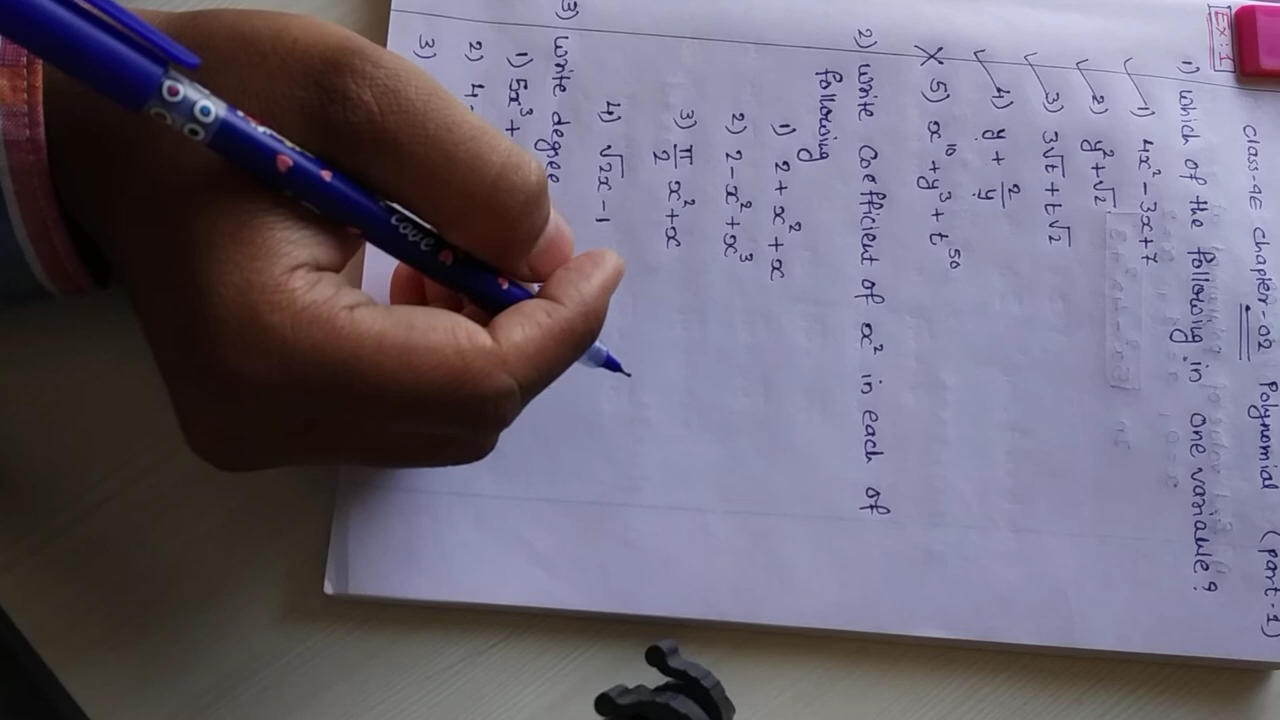 class-9E chapter-02 Polynomial (part-1)
Ex:1
1) which of the following in one variable?
1) 4x² - 3x + 7
2) y² + √2
3) 3√t + t√2
4) y + 2/y
X 5) x¹⁰ + y³ + t⁵⁰
2) write coefficient of x² in each of
following
1) 2 + x² + x
2) 2 - x² + x³
3) π/2 x² + x
4) √2x - 1
3) write degree
1) 5x³ +
2) 4-
3)
love